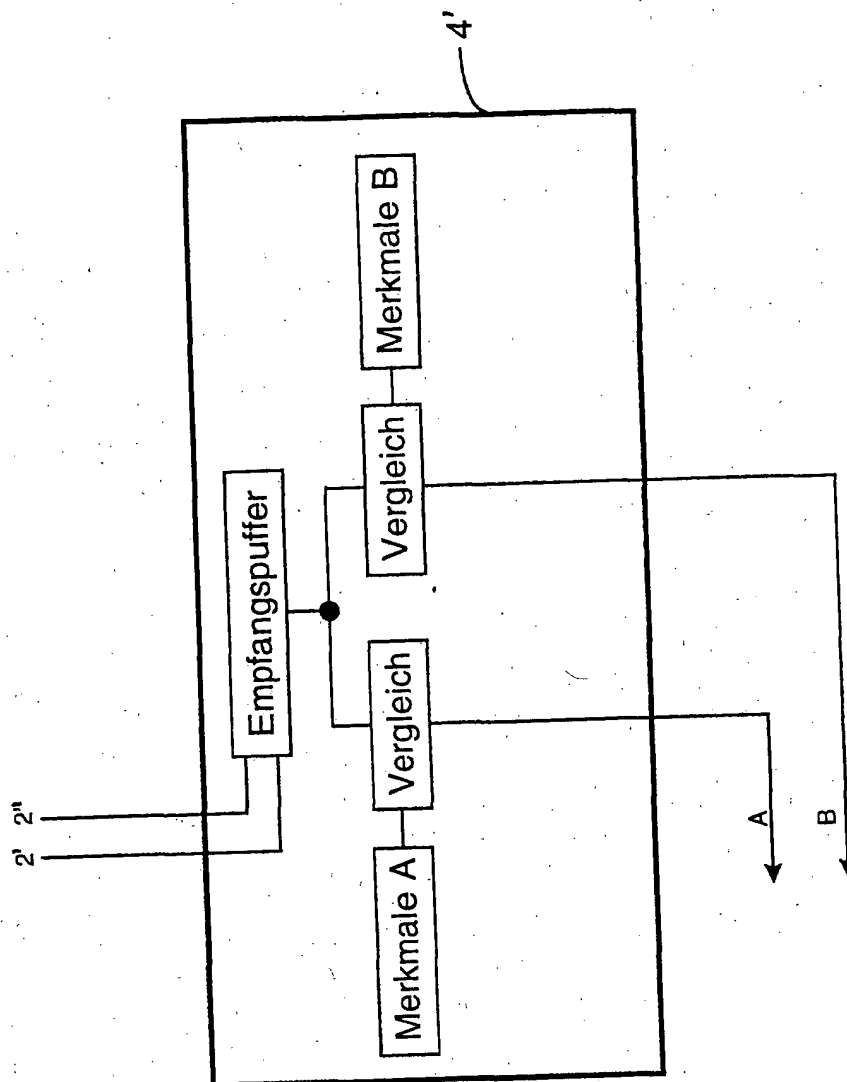 4'
2"
2'
Empfangspuffer
Merkmale A
Vergleich
Vergleich
Merkmale B
A
B